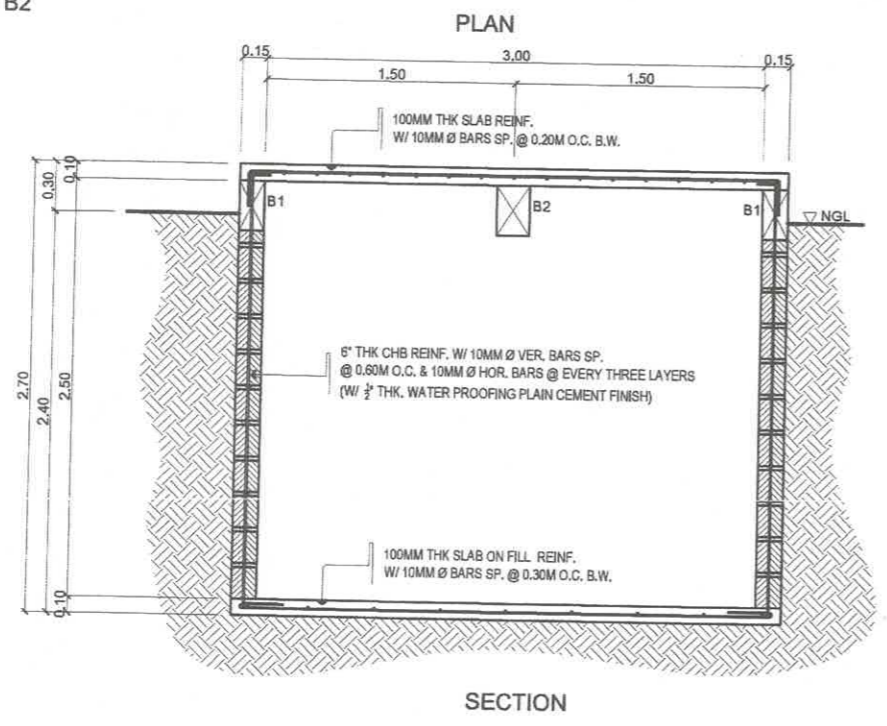 B2
PLAN
0.15 3.00 0.15
1.50 1.50
100MM THK SLAB REINF.
W/ 10MM Ø BARS SP. @ 0.20M O.C. B.W.
0.10
0.30
B1
B2
B1
NGL
6" THK CHB REINF. W/ 10MM Ø VER. BARS SP.
@ 0.60M O.C. & 10MM Ø HOR. BARS @ EVERY THREE LAYERS
(W/ ½" THK. WATER PROOFING PLAIN CEMENT FINISH)
2.70
2.40
2.50
100MM THK SLAB ON FILL REINF.
W/ 10MM Ø BARS SP. @ 0.30M O.C. B.W.
0.10
SECTION